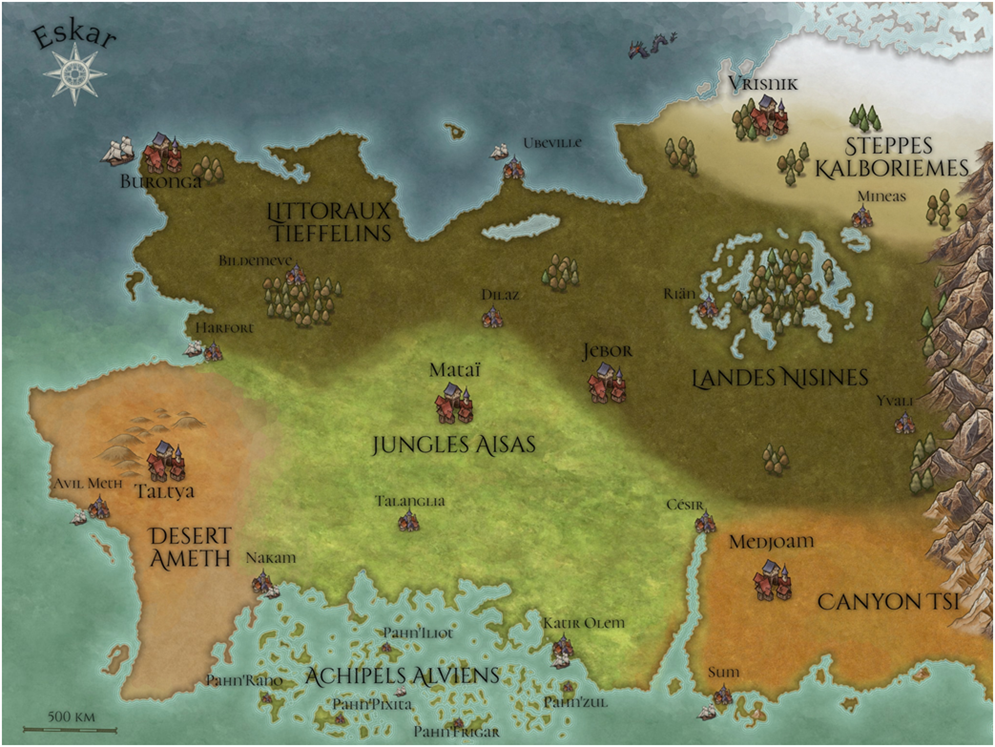 Eskar
Vrisnik
Steppes
Kalboriemes
Mineas
Ubeville
Buronga
Littoraux
Tieffelins
Bildemeve
Dilaz
Riän
Harfort
Jebor
Mataï
Landes Nisines
Yvali
Jungles Aisas
Avil Meth
Taltya
Talanglia
Césir
Desert
Ameth
Medjoam
Nakam
Canyon Tsi
Katir Olem
Pahn'Iliot
Achipels Alviens
Pahn'Raho
Sum
Pahn'Pixita
Pahn'zul
Pahn'Frigar
500 km